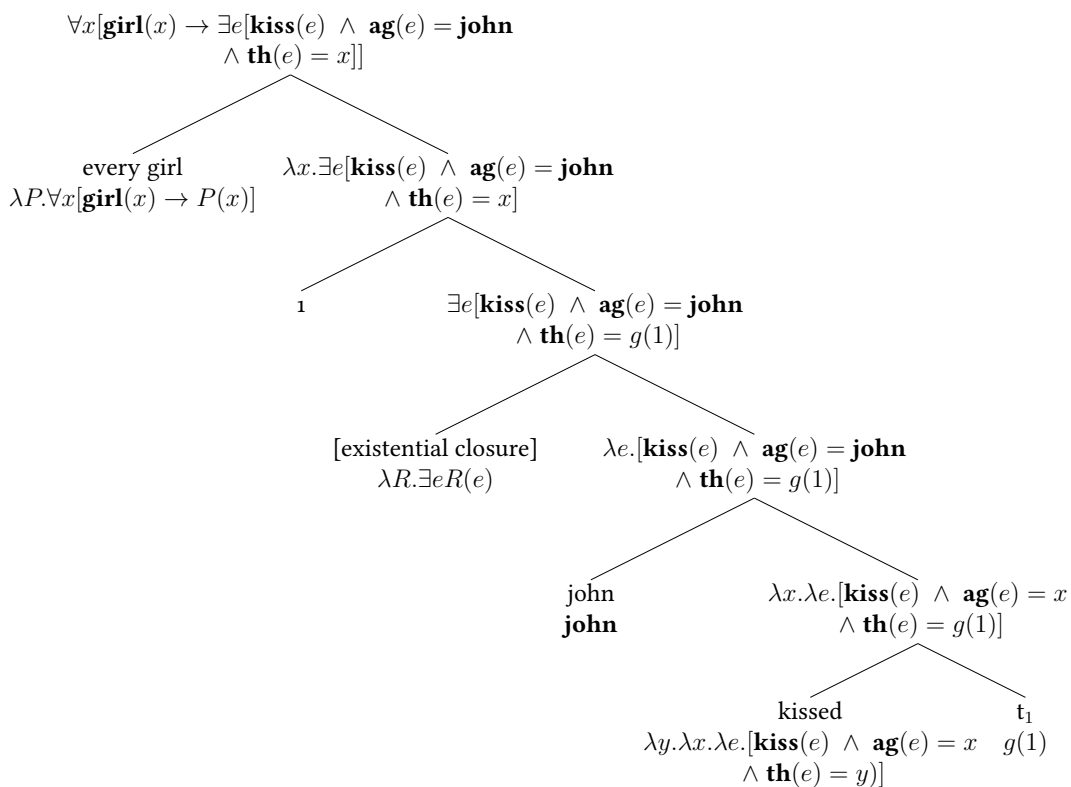 ∀x[girl(x) → ∃e[kiss(e) ∧ ag(e) = john
∧ th(e) = x]]
every girl
λP.∀x[girl(x) → P(x)]
λx.∃e[kiss(e) ∧ ag(e) = john
∧ th(e) = x]
1
∃e[kiss(e) ∧ ag(e) = john
∧ th(e) = g(1)]
[existential closure]
λR.∃eR(e)
λe.[kiss(e) ∧ ag(e) = john
∧ th(e) = g(1)]
john
john
λx.λe.[kiss(e) ∧ ag(e) = x
∧ th(e) = g(1)]
kissed
λy.λx.λe.[kiss(e) ∧ ag(e) = x
∧ th(e) = y)]
t₁
g(1)